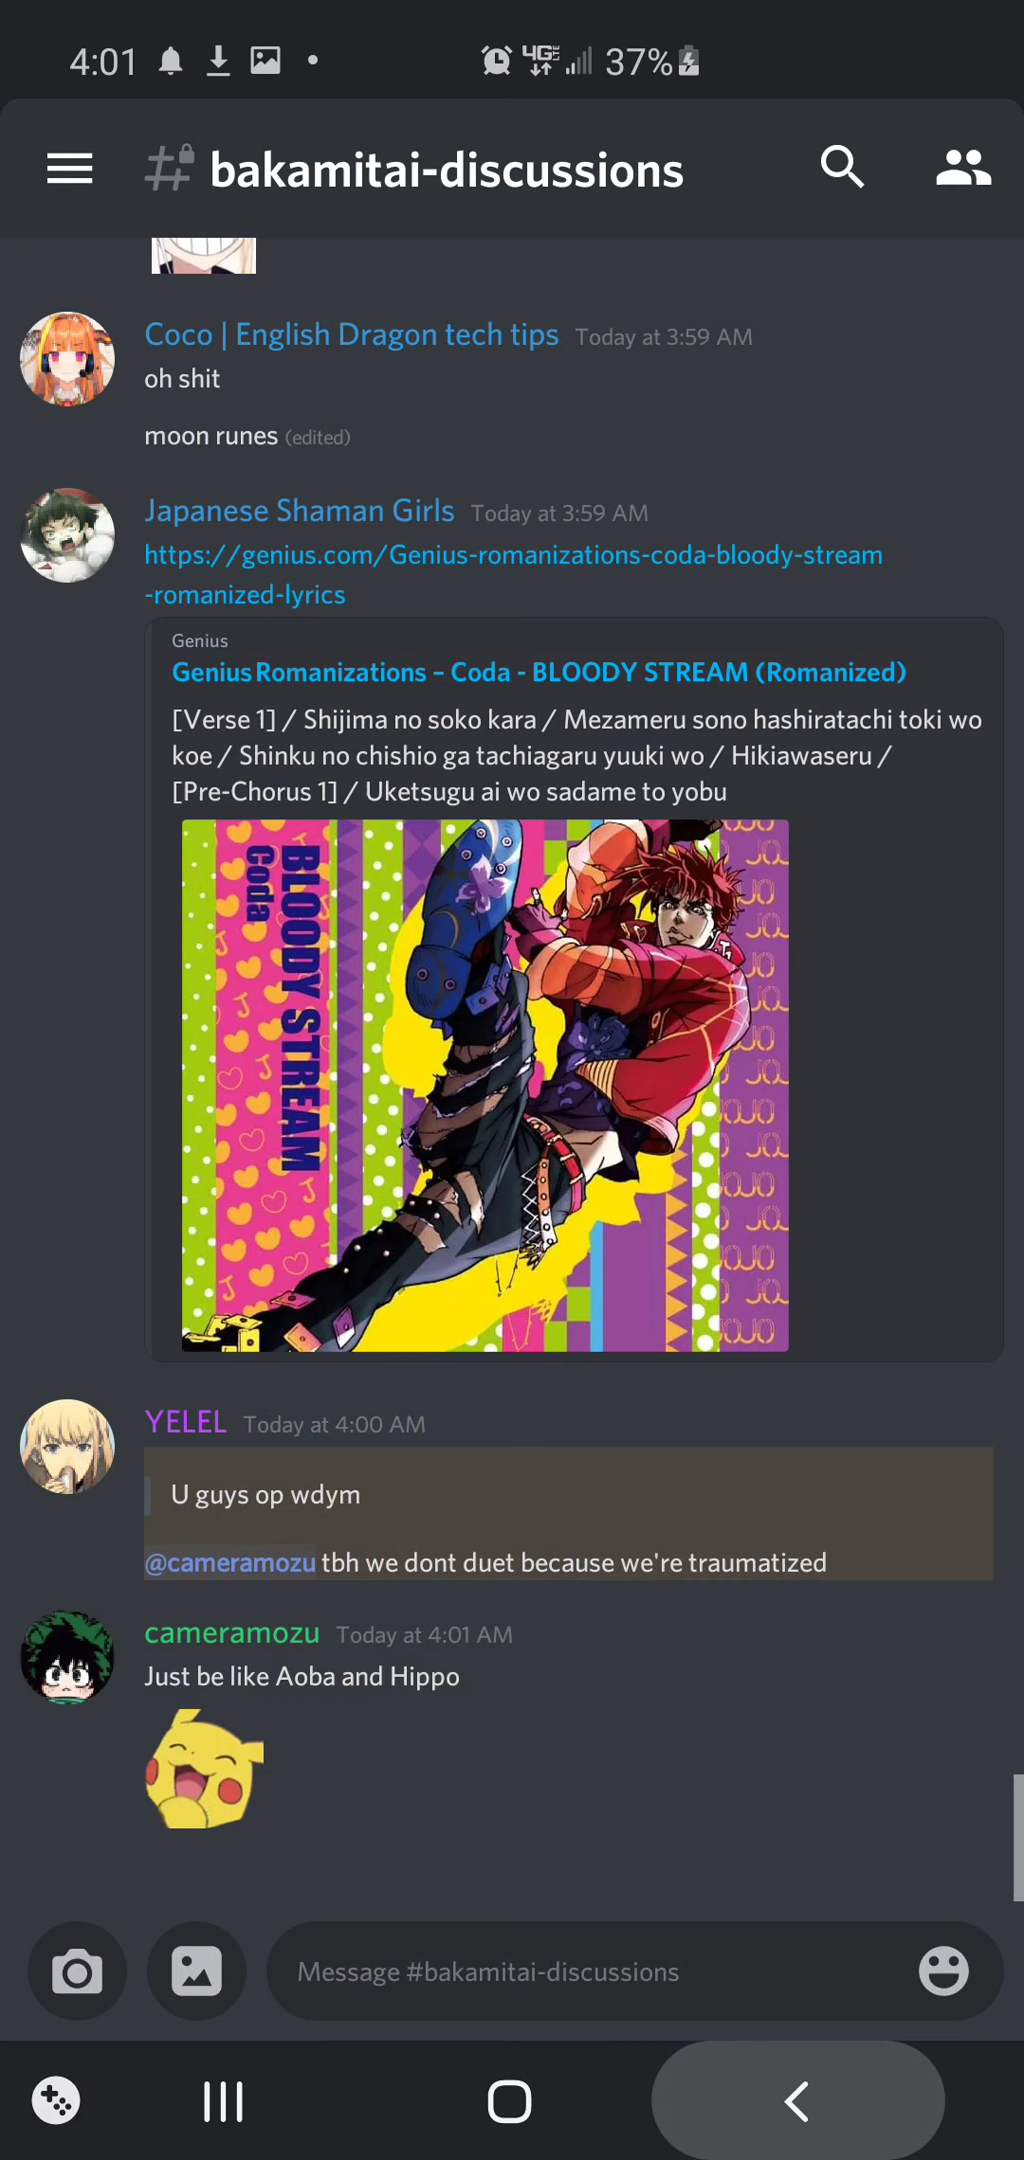 4:01 4G LTE 37%
bakamitai-discussions
Coco | English Dragon tech tips Today at 3:59 AM
oh shit
moon runes (edited)
Japanese Shaman Girls Today at 3:59 AM
https://genius.com/Genius-romanizations-coda-bloody-stream
-romanized-lyrics
Genius
Genius Romanizations – Coda - BLOODY STREAM (Romanized)
[Verse 1] / Shijima no soko kara / Mezameru sono hashiratachi toki wo
koe / Shinku no chishio ga tachiagaru yuuki wo / Hikiawaseru /
[Pre-Chorus 1] / Uketsugu ai wo sadame to yobu
BLOODY STREAM
Coda
YELEL Today at 4:00 AM
U guys op wdym
@cameramozu tbh we dont duet because we're traumatized
cameramozu Today at 4:01 AM
Just be like Aoba and Hippo
Message #bakamitai-discussions